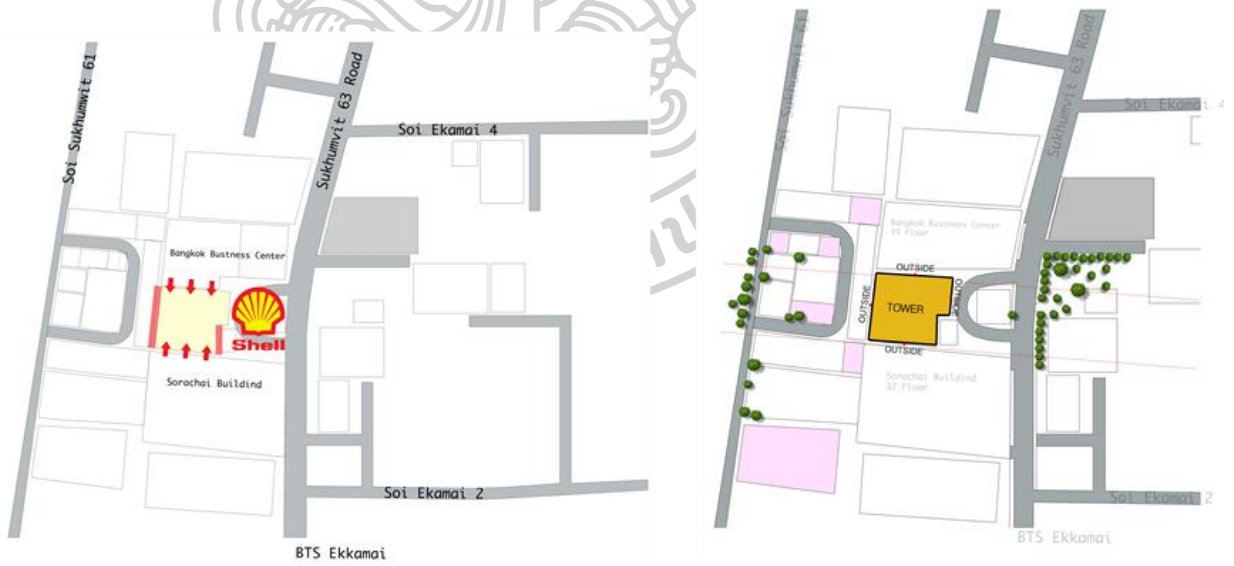 Soi Sukhumwit 61
Sukhumvit 63 Road
Soi Ekamai 4
Bangkok Bustness Center
Shell
Sorachai Buildind
Soi Ekamai 2
BTS Ekkamai
Soi Sukhumwit 61
Sukhumvit 63 Road
Soi Ekamai 4
Bangkok Business Center
OUTSIDE
OUTSIDE
TOWER
OUTSIDE
OUTSIDE
Sorachai Buildind
32 Floor
Soi Ekamai 2
BTS Ekkamai